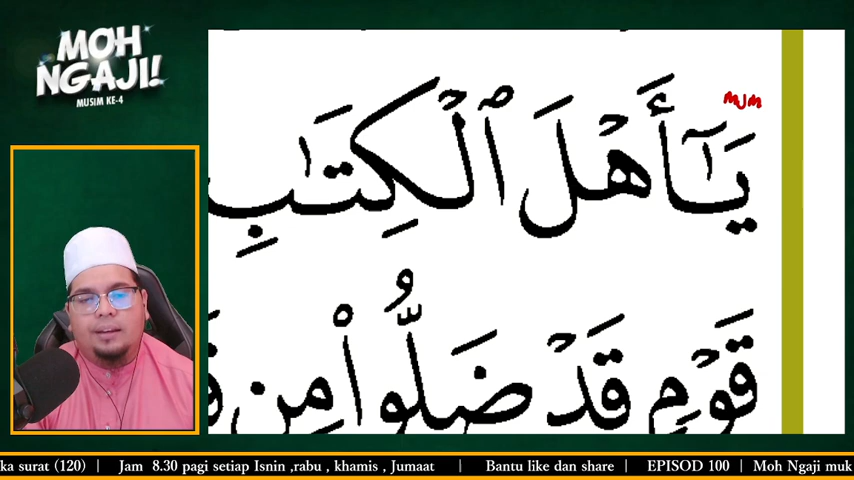 MOH
NGAJI!
MUSIM KE-4
MJM
يَـٰٓأَهْلَ ٱلْكِتَـٰبِ
قَوْمٍ قَدْ ضَلُّوا۟ مِن
ka surat (120) | Jam 8.30 pagi setiap Isnin ,rabu , khamis , Jumaat | Bantu like dan share | EPISOD 100 | Moh Ngaji muk